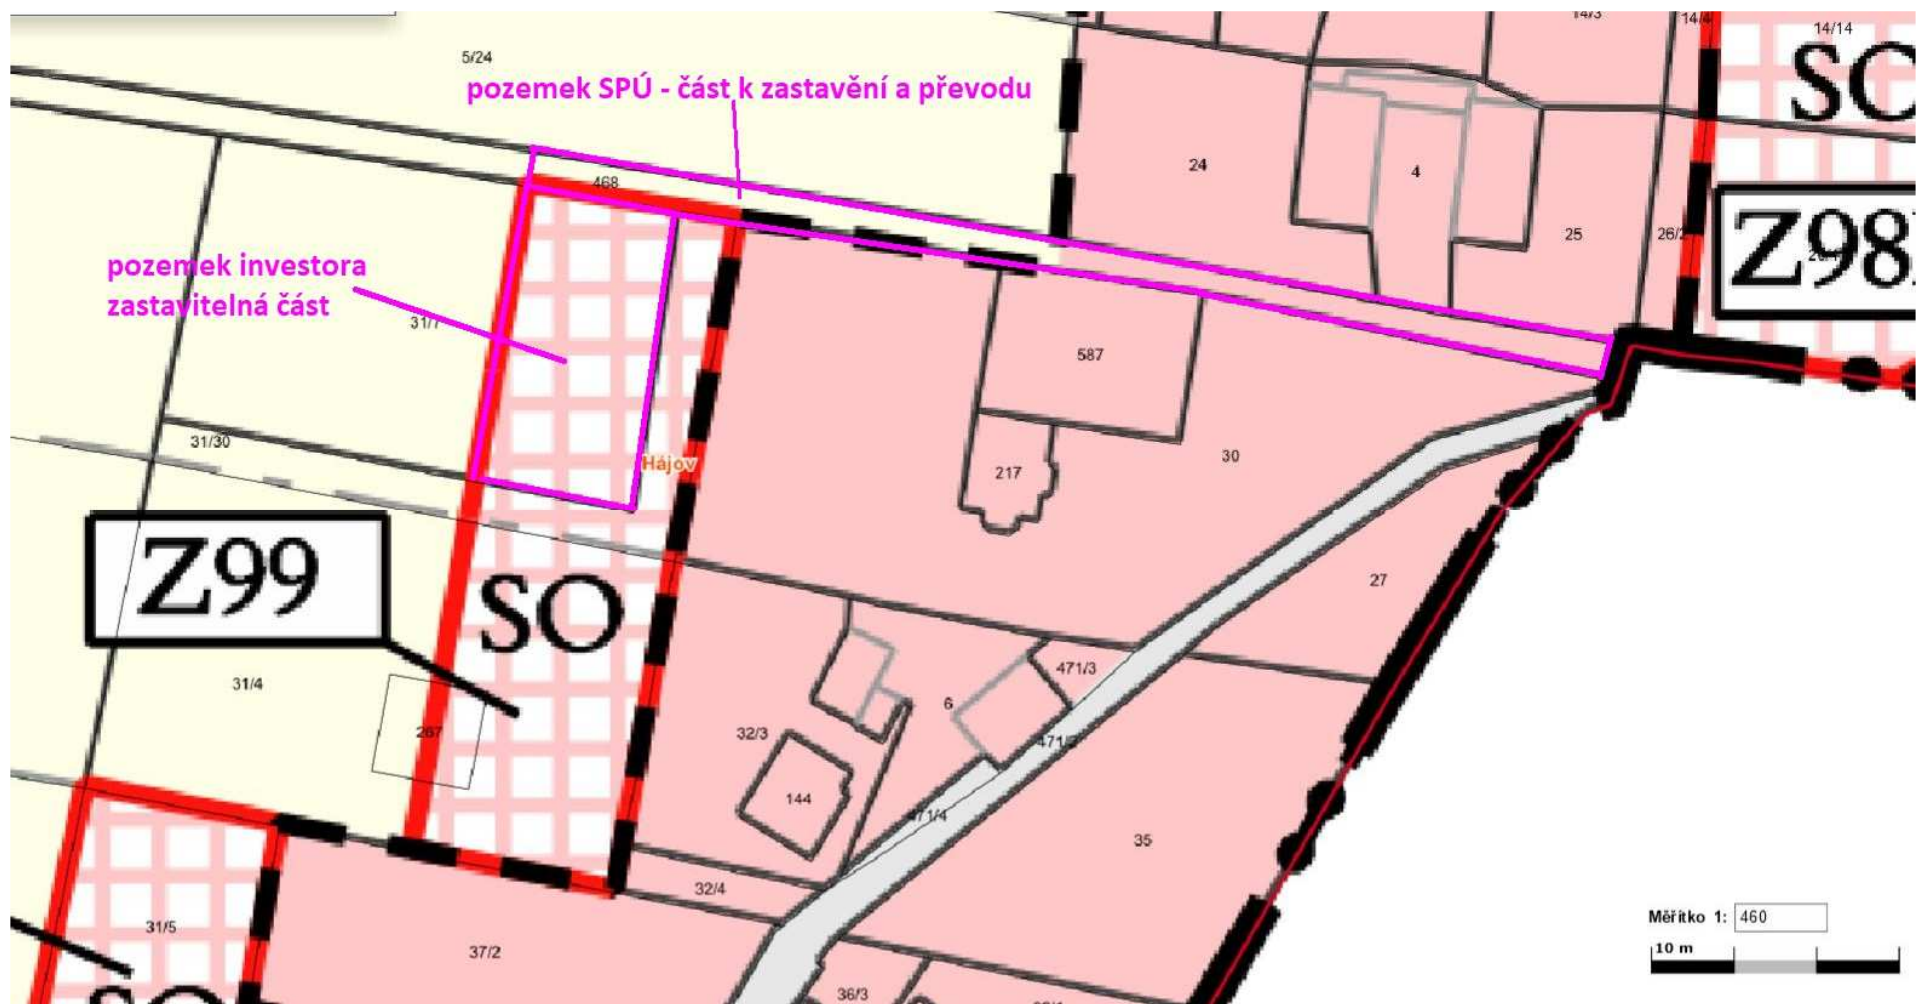 14/3
14/4
14/14
5/24
SO
pozemek SPÚ - část k zastavění a převodu
24
4
468
25
26/2
Z98
pozemek investora
zastavitelná část
31/7
587
31/30
Hájov
217
30
Z99
SO
27
31/4
471/3
6
32/3
267
471/2
144
471/4
35
32/4
31/5
37/2
Měřítko 1: 460
10 m
36/3
SO